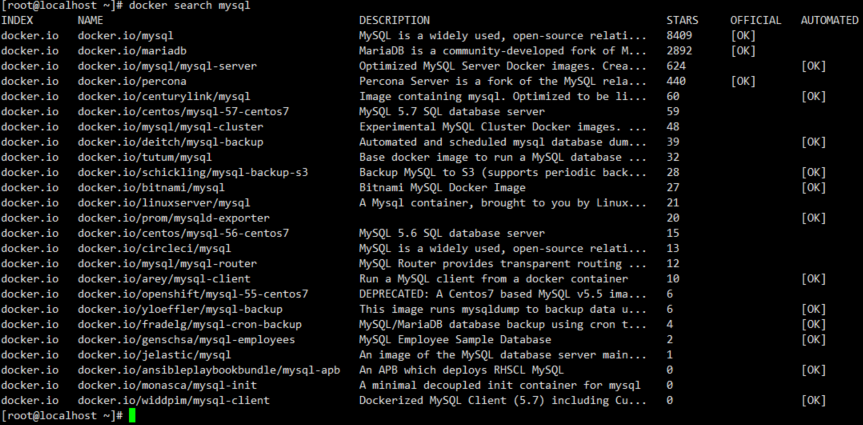 [root@localhost ~]# docker search mysql
INDEX NAME DESCRIPTION STARS OFFICIAL AUTOMATED
docker.io docker.io/mysql MySQL is a widely used, open-source relati... 8409 [OK]
docker.io docker.io/mariadb MariaDB is a community-developed fork of M... 2892 [OK]
docker.io docker.io/mysql/mysql-server Optimized MySQL Server Docker images. Crea... 624 [OK]
docker.io docker.io/percona Percona Server is a fork of the MySQL rela... 440 [OK]
docker.io docker.io/centurylink/mysql Image containing mysql. Optimized to be li... 60 [OK]
docker.io docker.io/centos/mysql-57-centos7 MySQL 5.7 SQL database server 59
docker.io docker.io/mysql/mysql-cluster Experimental MySQL Cluster Docker images. ... 48
docker.io docker.io/deitch/mysql-backup Automated and scheduled mysql database dum... 39 [OK]
docker.io docker.io/tutum/mysql Base docker image to run a MySQL database ... 32
docker.io docker.io/schickling/mysql-backup-s3 Backup MySQL to S3 (supports periodic back... 28 [OK]
docker.io docker.io/bitnami/mysql Bitnami MySQL Docker Image 27 [OK]
docker.io docker.io/linuxserver/mysql A Mysql container, brought to you by Linux... 21
docker.io docker.io/prom/mysqld-exporter 20 [OK]
docker.io docker.io/centos/mysql-56-centos7 MySQL 5.6 SQL database server 15
docker.io docker.io/circleci/mysql MySQL is a widely used, open-source relati... 13
docker.io docker.io/mysql/mysql-router MySQL Router provides transparent routing ... 12
docker.io docker.io/arey/mysql-client Run a MySQL client from a docker container 10 [OK]
docker.io docker.io/openshift/mysql-55-centos7 DEPRECATED: A Centos7 based MySQL v5.5 ima... 6
docker.io docker.io/yloeffler/mysql-backup This image runs mysqldump to backup data u... 6 [OK]
docker.io docker.io/fradelg/mysql-cron-backup MySQL/MariaDB database backup using cron t... 4 [OK]
docker.io docker.io/genschsa/mysql-employees MySQL Employee Sample Database 2 [OK]
docker.io docker.io/jelastic/mysql An image of the MySQL database server main... 1
docker.io docker.io/ansibleplaybookbundle/mysql-apb An APB which deploys RHSCL MySQL 0 [OK]
docker.io docker.io/monasca/mysql-init A minimal decoupled init container for mysql 0
docker.io docker.io/widdpim/mysql-client Dockerized MySQL Client (5.7) including Cu... 0 [OK]
[root@localhost ~]#